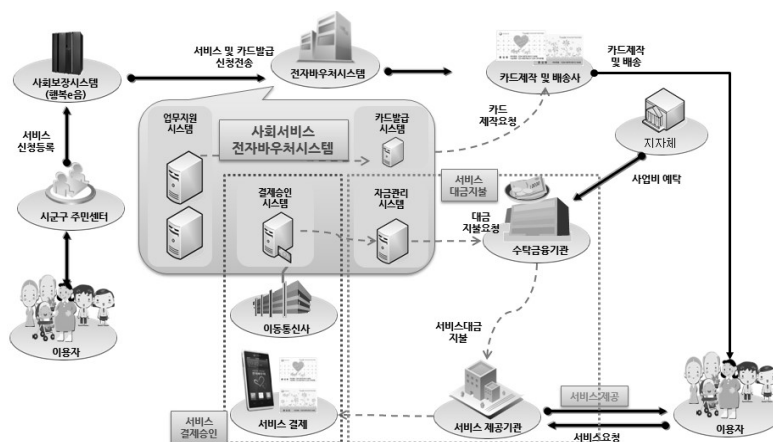 서비스 및 카드발급
신청전송
사회보장시스템
(행복e음)
전자바우처시스템
카드제작 및 배송사
카드제작
및 배송
서비스
신청등록
업무지원
시스템
사회서비스
전자바우처시스템
카드발급
시스템
카드
제작요청
지자체
사업비 예탁
시군구 주민센터
결제승인
시스템
자금관리
시스템
서비스
대금지불
대금
지불요청
수탁금융기관
이용자
이동통신사
서비스대금
지불
서비스
결제승인
서비스 결제
서비스 제공기관
서비스제공
서비스요청
이용자